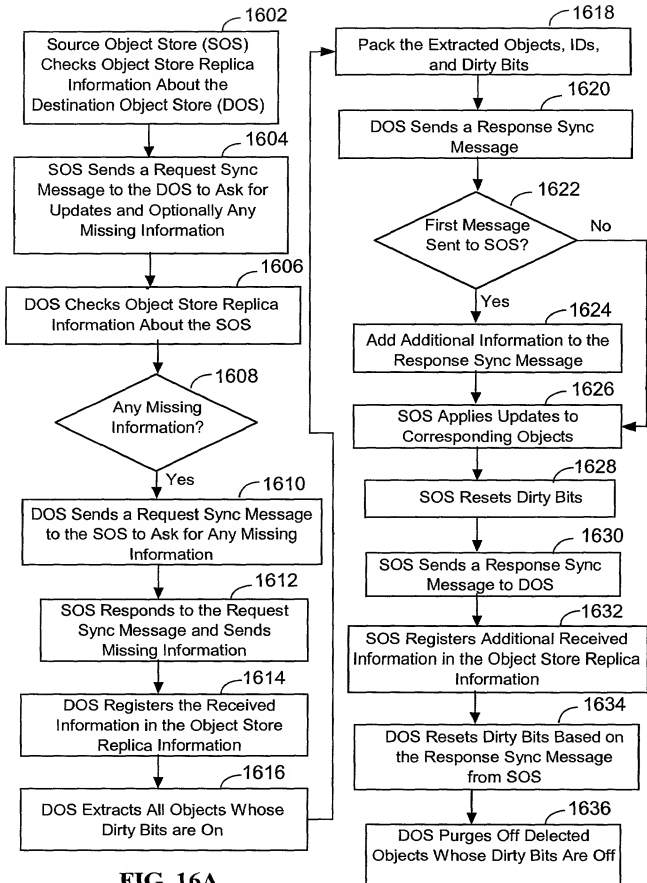 1602
Source Object Store (SOS)
Checks Object Store Replica
Information About the
Destination Object Store (DOS)
1604
SOS Sends a Request Sync
Message to the DOS to Ask for
Updates and Optionally Any
Missing Information
1606
DOS Checks Object Store Replica
Information About the SOS
1608
Any Missing
Information?
Yes
1610
DOS Sends a Request Sync Message
to the SOS to Ask for Any Missing
Information
1612
SOS Responds to the Request
Sync Message and Sends
Missing Information
1614
DOS Registers the Received
Information in the Object Store
Replica Information
1616
DOS Extracts All Objects Whose
Dirty Bits are On
FIG. 16A
1618
Pack the Extracted Objects, IDs,
and Dirty Bits
1620
DOS Sends a Response Sync
Message
1622
First Message
Sent to SOS?
No
Yes
1624
Add Additional Information to the
Response Sync Message
1626
SOS Applies Updates to
Corresponding Objects
1628
SOS Resets Dirty Bits
1630
SOS Sends a Response Sync
Message to DOS
1632
SOS Registers Additional Received
Information in the Object Store Replica
Information
1634
DOS Resets Dirty Bits Based on
the Response Sync Message
from SOS
1636
DOS Purges Off Delected
Objects Whose Dirty Bits Are Off